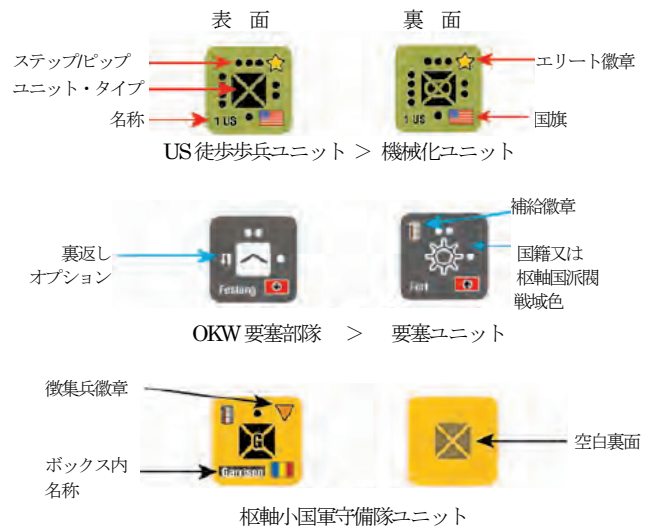 表 面 裏 面
ステップ/ピップ
ユニット・タイプ
名称
エリート徽章
国旗
1 US
1 US
US徒歩歩兵ユニット ＞ 機械化ユニット
補給徽章
裏返し
オプション
国籍又は
枢軸国派閥
戦域色
Festung
OKW要塞部隊 ＞ 要塞ユニット
徴集兵徽章
G
Garrison
ボックス内
名称
空白裏面
枢軸小国軍守備隊ユニット